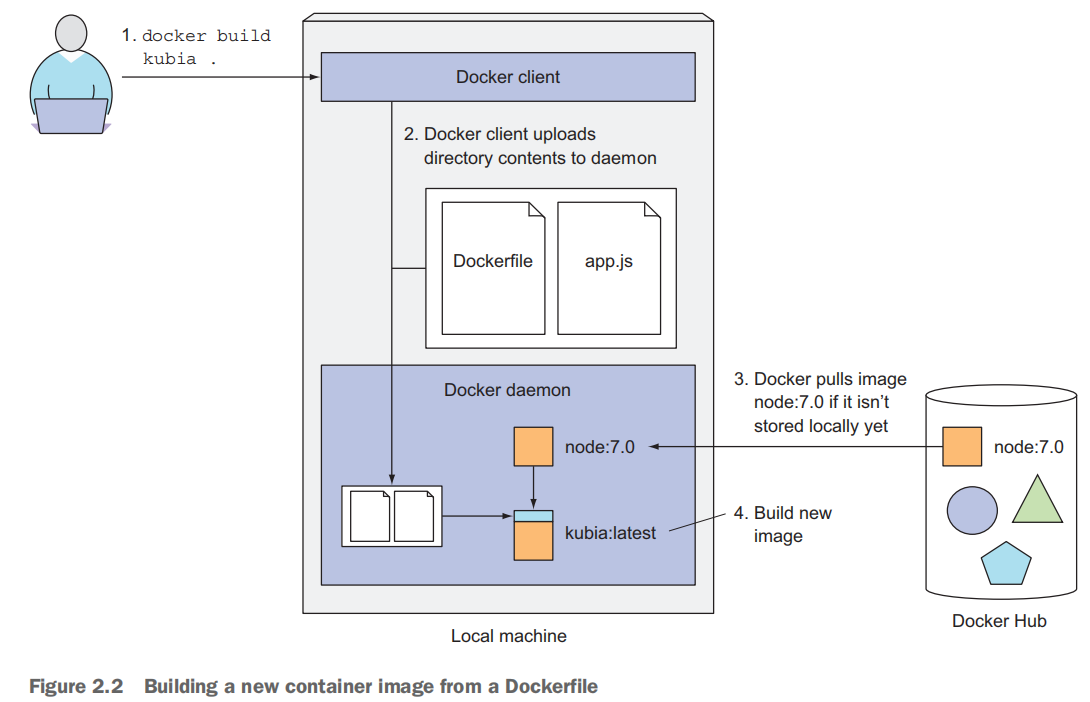 1. docker build
kubia .
Docker client
2. Docker client uploads
directory contents to daemon
Dockerfile
app.js
Docker daemon
3. Docker pulls image
node:7.0 if it isn’t
stored locally yet
node:7.0
node:7.0
kubia:latest
4. Build new
image
Local machine
Docker Hub
Figure 2.2 Building a new container image from a Dockerfile